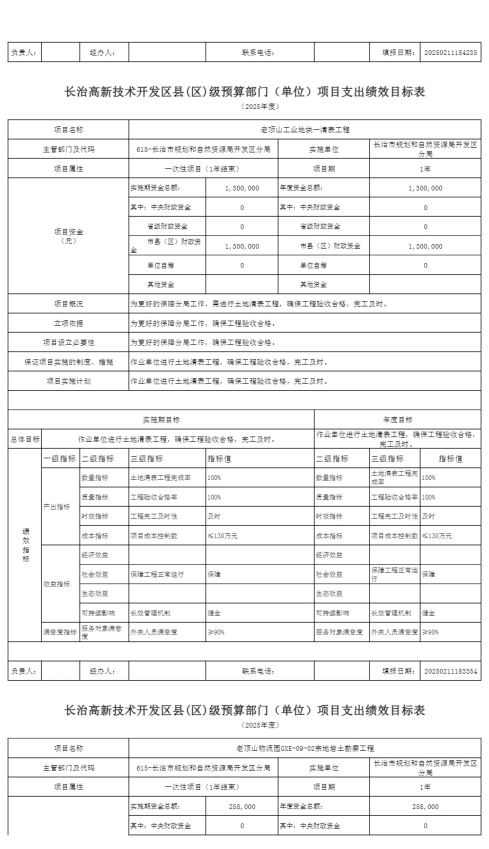 负责人： 经办人： 联系电话： 填报日期： 20250211184235
长治高新技术开发区县(区)级预算部门（单位）项目支出绩效目标表
（2025年度）
项目名称 老顶山工业地块一清表工程
主管部门及代码 615-长治市规划和自然资源局开发区分局 实施单位 长治市规划和自然资源局开发区
分局
项目属性 一次性项目（1年结束） 项目期 1年
项目资金
（元）
实施期资金总额： 1,300,000 年度资金总额： 1,300,000
其中：中央财政资金 0 其中：中央财政资金 0
省级财政资金 0 省级财政资金 0
市县（区）财政资
金 1,300,000 市县（区）财政资金 1,300,000
单位自筹 0 单位自筹 0
其他资金 其他资金
项目概况 为更好的保障分局工作，需进行土地清表工程，确保工程验收合格，完工及时。
立项依据 为更好的保障分局工作，确保工程验收合格。
项目设立必要性 为更好的保障分局工作，确保工程验收合格。
保证项目实施的制度、措施 作业单位进行土地清表工程，确保工程验收合格，完工及时。
项目实施计划 作业单位进行土地清表工程，确保工程验收合格，完工及时。
实施期目标 年度目标
总体目标 作业单位进行土地清表工程，确保工程验收合格，完工及时。 作业单位进行土地清表工程，确保工程验收合格，
完工及时。
绩
效
指
标
一级指标 二级指标 三级指标 指标值 二级指标 三级指标 指标值
产出指标
数量指标 土地清表工程完成率 100% 数量指标 土地清表工程完
成率 100%
质量指标 工程验收合格率 100% 质量指标 工程验收合格率 100%
时效指标 工程完工及时性 及时 时效指标 工程完工及时性 及时
成本指标 项目成本控制数 ≤130万元 成本指标 项目成本控制数 ≤130万元
效益指标
经济效益 经济效益
社会效益 保障工程正常运行 保障 社会效益 保障工程正常运
行 保障
生态效益 生态效益
可持续影响 长效管理机制 健全 可持续影响 长效管理机制 健全
满意度指标 服务对象满意
度 外来人员满意度 ≥90% 服务对象满意度 外来人员满意度 ≥90%
负责人： 经办人： 联系电话： 填报日期： 20250211183354
长治高新技术开发区县(区)级预算部门（单位）项目支出绩效目标表
（2025年度）
项目名称 老顶山物流园GXE-09-02宗地岩土勘察工程
主管部门及代码 615-长治市规划和自然资源局开发区分局 实施单位 长治市规划和自然资源局开发区
分局
项目属性 一次性项目（1年结束） 项目期 1年
实施期资金总额： 258,000 年度资金总额： 258,000
其中：中央财政资金 0 其中：中央财政资金 0